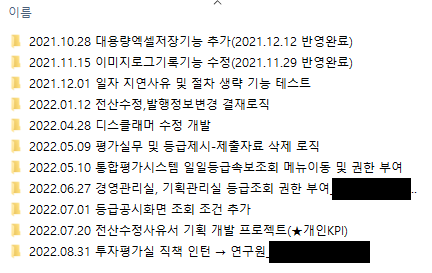 이름
2021.10.28 대용량엑셀저장기능 추가(2021.12.12 반영완료)
2021.11.15 이미지로그기록기능 수정(2021.11.29 반영완료)
2021.12.01 일자 지연사유 및 절차 생략 기능 테스트
2022.01.12 전산수정,발행정보변경 결재로직
2022.04.28 디스클래머 수정 개발
2022.05.09 평가실무 및 등급제시-제출자료 삭제 로직
2022.05.10 통합평가시스템 일일등급속보조회 메뉴이동 및 권한 부여
2022.06.27 경영관리실, 기획관리실 등급조회 권한 부여_ ..
2022.07.01 등급공시화면 조회 조건 추가
2022.07.20 전산수정사유서 기획 개발 프로젝트(★개인KPI)
2022.08.31 투자평가실 직책 인턴 → 연구원_